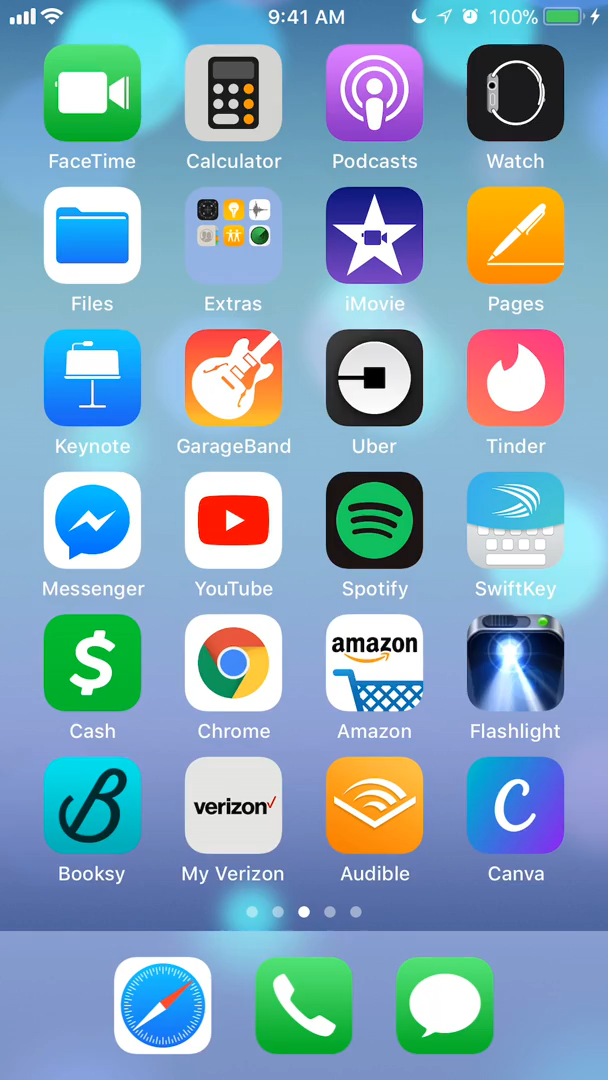 9:41 AM 100%
FaceTime Calculator Podcasts Watch
Files Extras iMovie Pages
Keynote GarageBand Uber Tinder
Messenger YouTube Spotify SwiftKey
$ amazon
Cash Chrome Amazon Flashlight
B verizon C
Booksy My Verizon Audible Canva